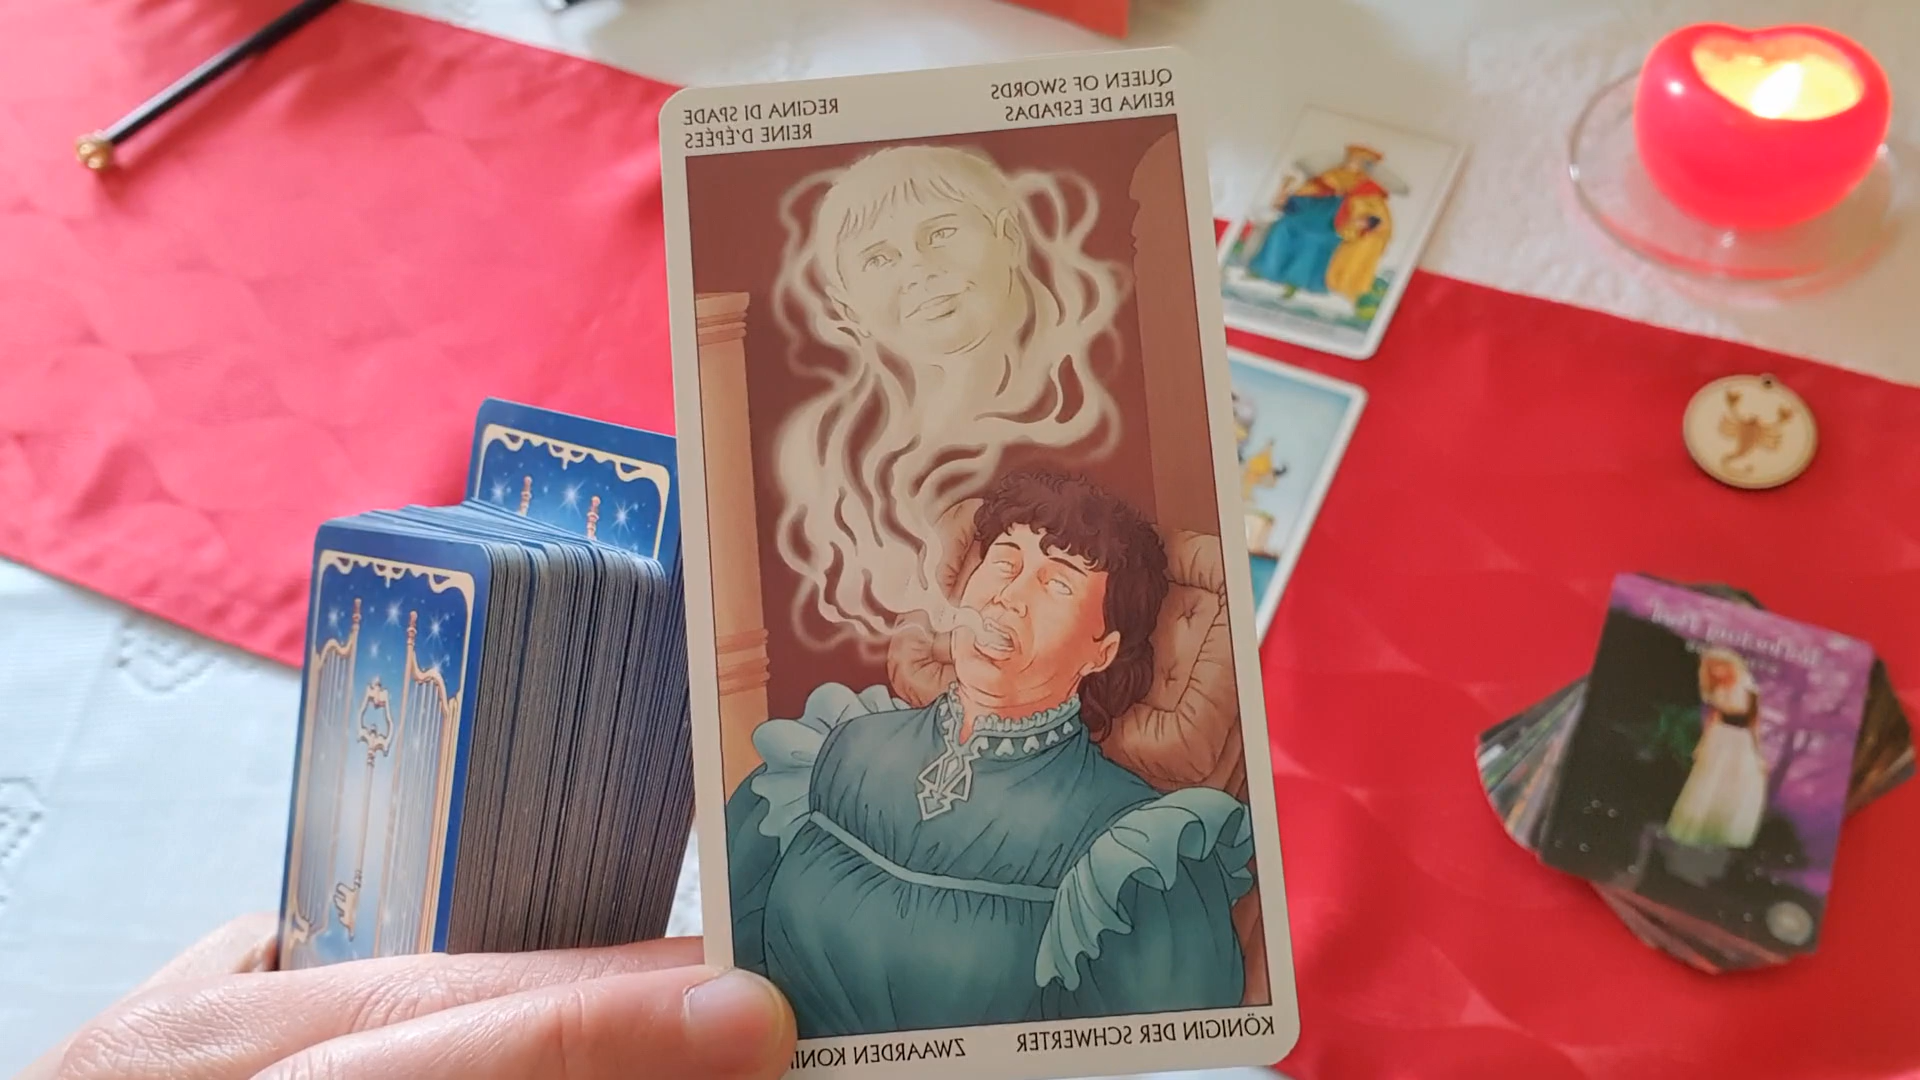 QUEEN OF SWORDS
REINA DE ESPADAS
REGINA DI SPADE
REINE D'ÉPÉES
KÖNIGIN DER SCHWERTER
ZWAARDEN